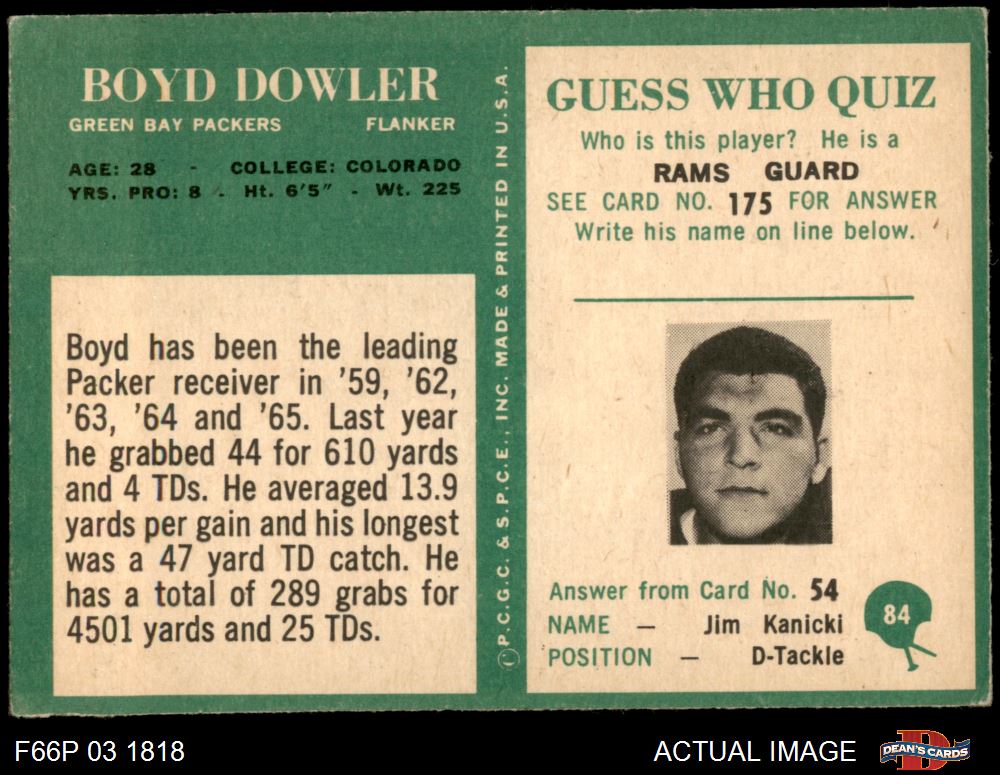 BOYD DOWLER
GREEN BAY PACKERS FLANKER
AGE: 28 - COLLEGE: COLORADO
YRS. PRO: 8 - Ht. 6'5" - Wt. 225
Boyd has been the leading
Packer receiver in '59, '62,
'63, '64 and '65. Last year
he grabbed 44 for 610 yards
and 4 TDs. He averaged 13.9
yards per gain and his longest
was a 47 yard TD catch. He
has a total of 289 grabs for
4501 yards and 25 TDs.
© P.C.G.C. & S.P.C.E., INC. MADE & PRINTED IN U.S.A.
GUESS WHO QUIZ
Who is this player? He is a
RAMS GUARD
SEE CARD NO. 175 FOR ANSWER
Write his name on line below.
Answer from Card No. 54
NAME — Jim Kanicki
POSITION — D-Tackle
84
F66P 03 1818
ACTUAL IMAGE
D
DEAN'S CARDS